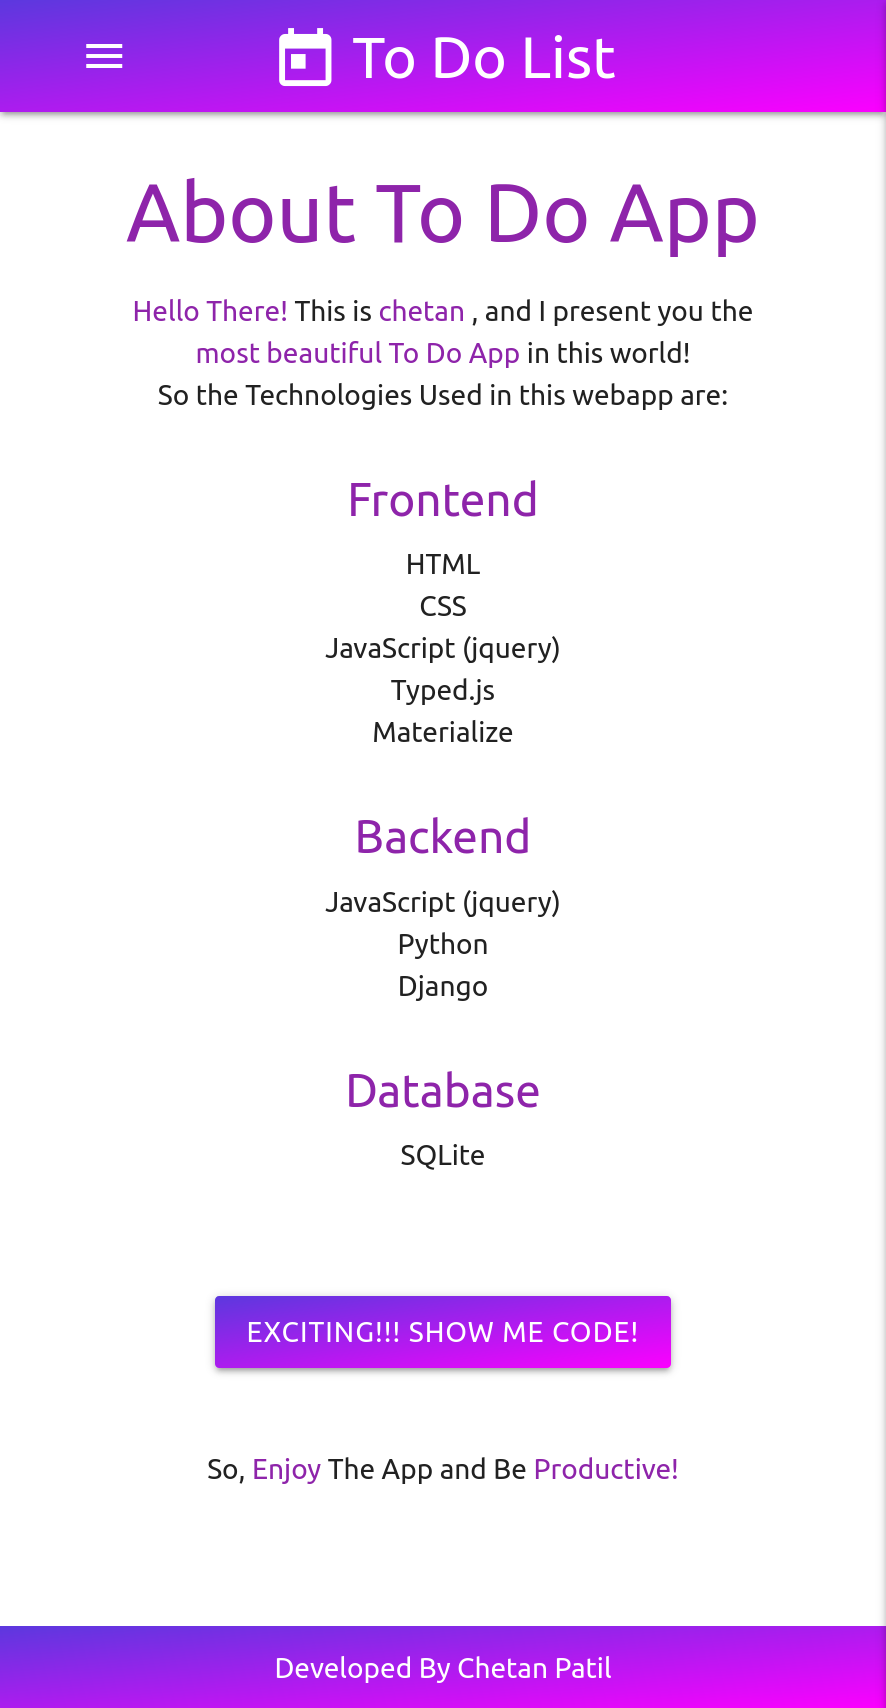 To Do List
About To Do App
Hello There! This is chetan , and I present you the
most beautiful To Do App in this world!
So the Technologies Used in this webapp are:
Frontend
HTML
CSS
JavaScript (jquery)
Typed.js
Materialize
Backend
JavaScript (jquery)
Python
Django
Database
SQLite
EXCITING!!! SHOW ME CODE!
So, Enjoy The App and Be Productive!
Developed By Chetan Patil